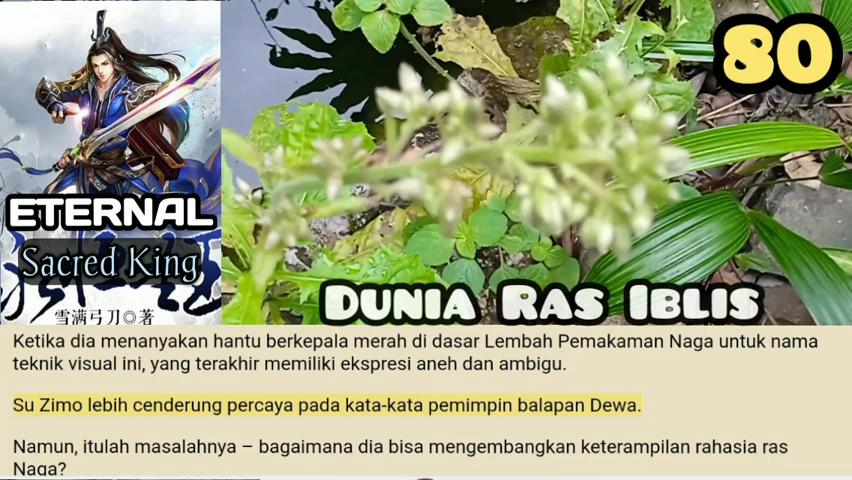 80
ETERNAL
Sacred King
雪满弓刀◎著
DUNIA RAS IBLIS
Ketika dia menanyakan hantu berkepala merah di dasar Lembah Pemakaman Naga untuk nama
teknik visual ini, yang terakhir memiliki ekspresi aneh dan ambigu.
Su Zimo lebih cenderung percaya pada kata-kata pemimpin balapan Dewa.
Namun, itulah masalahnya – bagaimana dia bisa mengembangkan keterampilan rahasia ras
Naga?